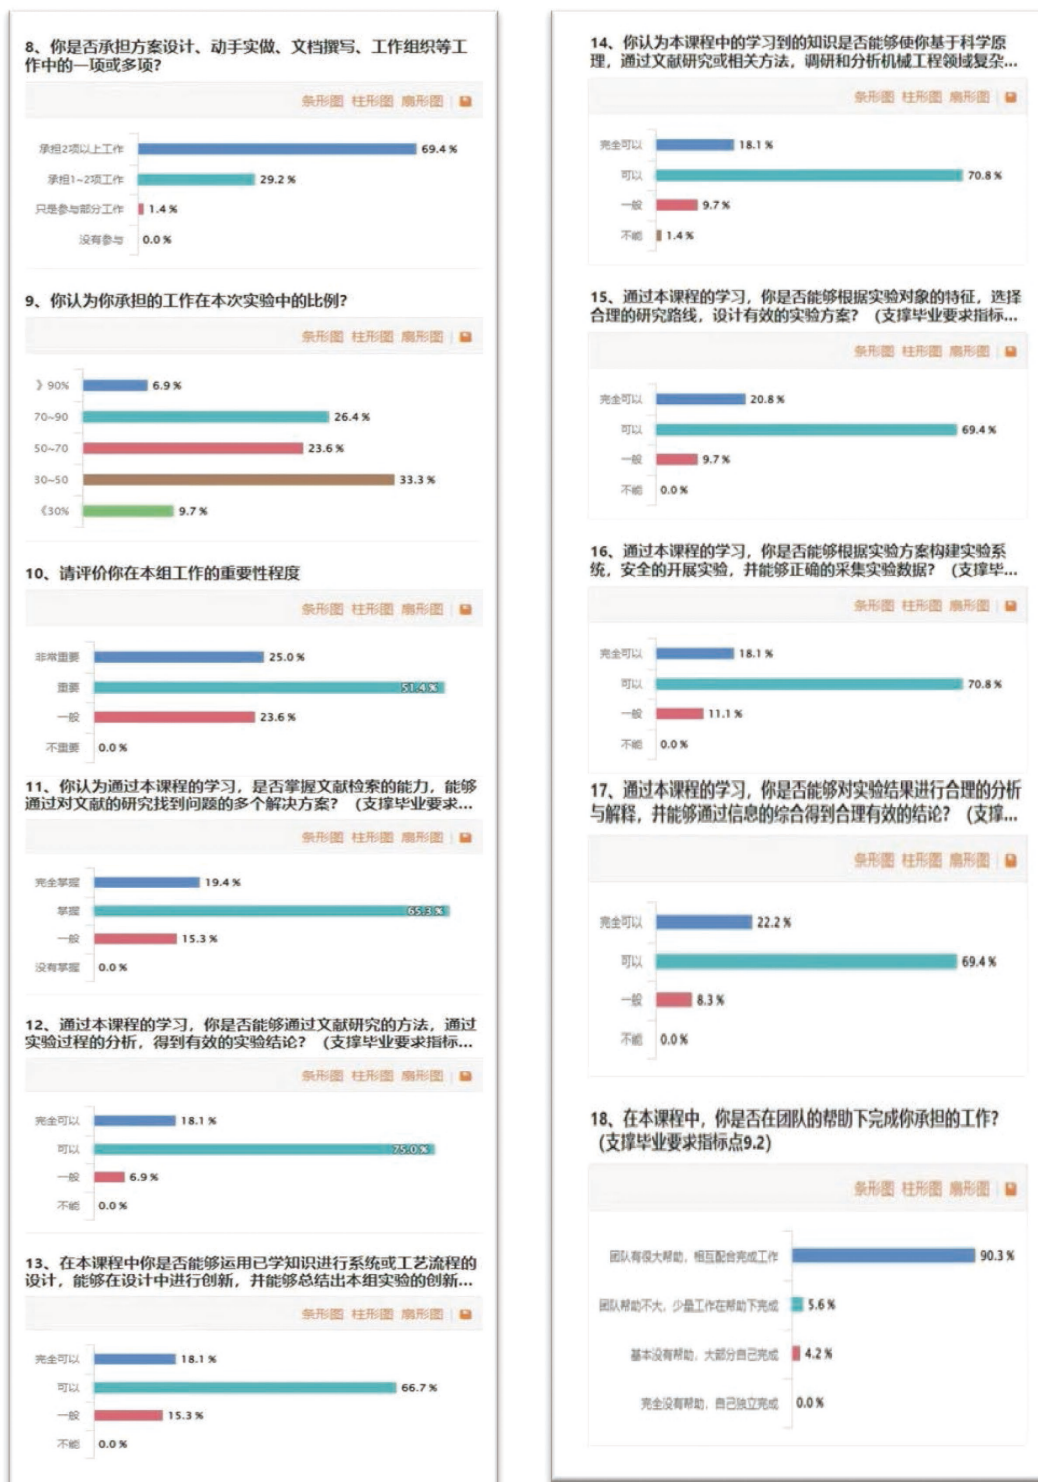 8、你是否承担方案设计、动手实做、文档撰写、工作组织等工
作中的一项或多项?
条形图 柱形图 扇形图
承担2项以上工作 69.4%
承担1~2项工作 29.2%
只是参与部分工作 1.4%
没有参与 0.0%
9、你认为你承担的工作在本次实验中的比例?
条形图 柱形图 扇形图
》90% 6.9%
70~90 26.4%
50~70 23.6%
30~50 33.3%
《30% 9.7%
10、请评价你在本组工作的重要性程度
条形图 柱形图 扇形图
非常重要 25.0%
重要 51.4%
一般 23.6%
不重要 0.0%
11、你认为通过本课程的学习，是否掌握文献检索的能力，能够
通过对文献的研究找到问题的多个解决方案? (支撑毕业要求...
条形图 柱形图 扇形图
完全掌握 19.4%
掌握 65.3%
一般 15.3%
没有掌握 0.0%
12、通过本课程的学习，你是否能够通过文献研究的方法，通过
实验过程的分析，得到有效的实验结论? (支撑毕业要求指标...
条形图 柱形图 扇形图
完全可以 18.1%
可以 75.0%
一般 6.9%
不能 0.0%
13、在本课程中你是否能够运用已学知识进行系统或工艺流程的
设计，能够在设计中进行创新，并能够总结出本组实验的创新...
条形图 柱形图 扇形图
完全可以 18.1%
可以 66.7%
一般 15.3%
不能 0.0%
14、你认为本课程中的学习到的知识是否能够使你基于科学原
理，通过文献研究或相关方法，调研和分析机械工程领域复杂...
条形图 柱形图 扇形图
完全可以 18.1%
可以 70.8%
一般 9.7%
不能 1.4%
15、通过本课程的学习，你是否能够根据实验对象的特征，选择
合理的研究路线，设计有效的实验方案? (支撑毕业要求指标...
条形图 柱形图 扇形图
完全可以 20.8%
可以 69.4%
一般 9.7%
不能 0.0%
16、通过本课程的学习，你是否能够根据实验方案构建实验系
统，安全的开展实验，并能够正确的采集实验数据? (支撑毕...
条形图 柱形图 扇形图
完全可以 18.1%
可以 70.8%
一般 11.1%
不能 0.0%
17、通过本课程的学习，你是否能够对实验结果进行合理的分析
与解释，并能够通过信息的综合得到合理有效的结论? (支撑...
条形图 柱形图 扇形图
完全可以 22.2%
可以 69.4%
一般 8.3%
不能 0.0%
18、在本课程中，你是否在团队的帮助下完成你承担的工作?
(支撑毕业要求指标点9.2)
条形图 柱形图 扇形图
团队有很大帮助，相互配合完成工作 90.3%
团队帮助不大，少量工作在帮助下完成 5.6%
基本没有帮助，大部分自己完成 4.2%
完全没有帮助，自己独立完成 0.0%